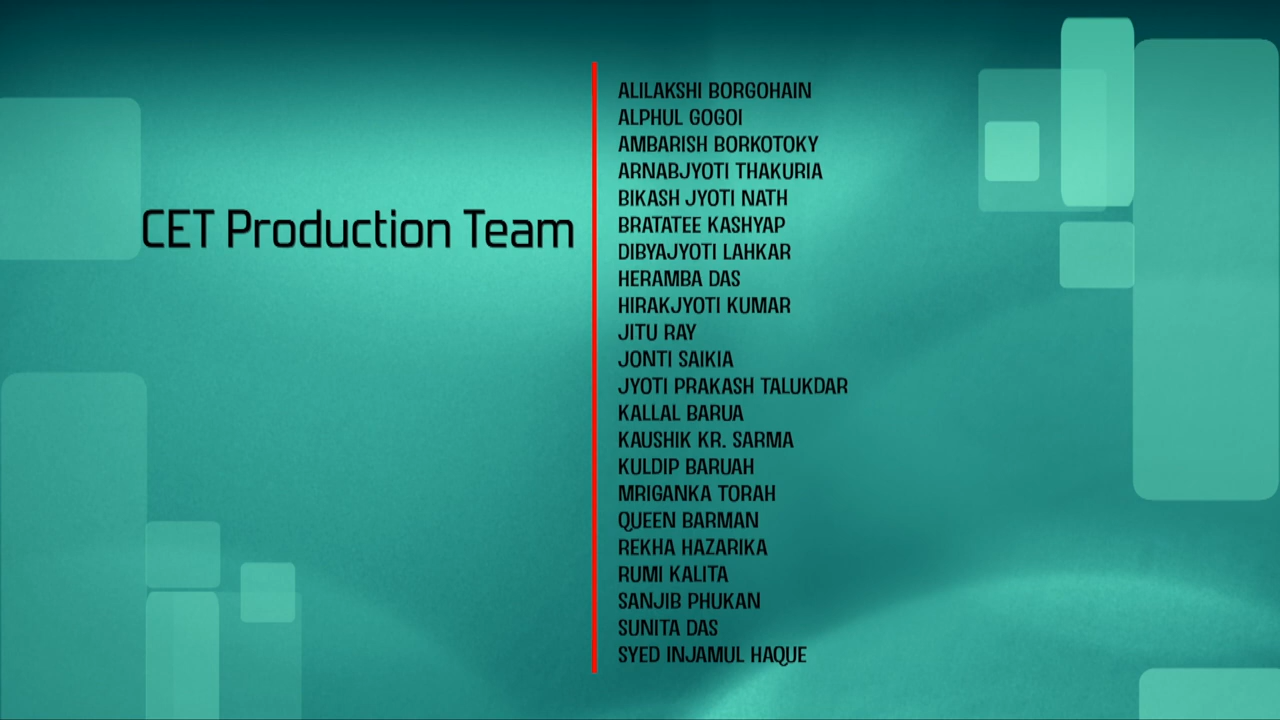 CET Production Team
ALILAKSHI BORGOHAIN
ALPHUL GOGOI
AMBARISH BORKOTOKY
ARNABJYOTI THAKURIA
BIKASH JYOTI NATH
BRATATEE KASHYAP
DIBYAJYOTI LAHKAR
HERAMBA DAS
HIRAKJYOTI KUMAR
JITU RAY
JONTI SAIKIA
JYOTI PRAKASH TALUKDAR
KALLAL BARUA
KAUSHIK KR. SARMA
KULDIP BARUAH
MRIGANKA TORAH
QUEEN BARMAN
REKHA HAZARIKA
RUMI KALITA
SANJIB PHUKAN
SUNITA DAS
SYED INJAMUL HAQUE